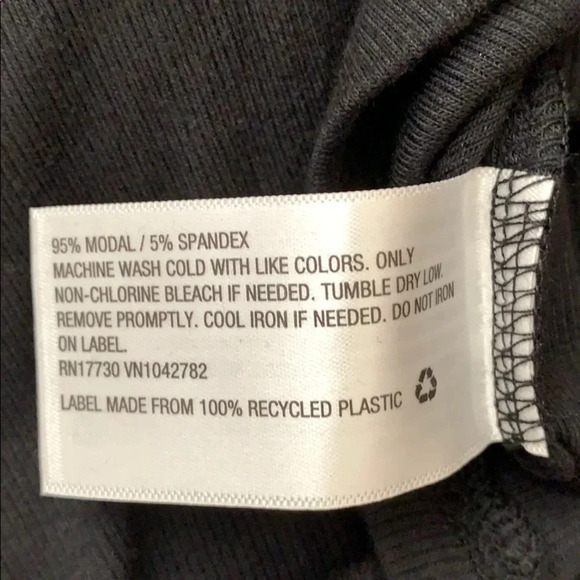 95% MODAL / 5% SPANDEX
MACHINE WASH COLD WITH LIKE COLORS. ONLY
NON-CHLORINE BLEACH IF NEEDED. TUMBLE DRY LOW.
REMOVE PROMPTLY. COOL IRON IF NEEDED. DO NOT IRON
ON LABEL.
RN17730 VN1042782
LABEL MADE FROM 100% RECYCLED PLASTIC